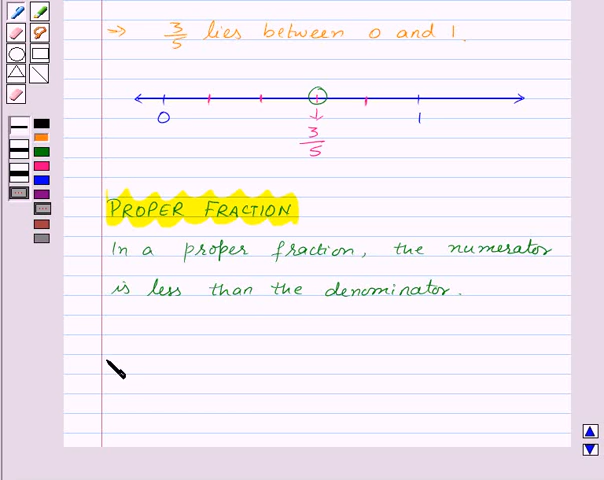 ⇒ 3/5 lies between 0 and 1.
0 1
3/5
PROPER FRACTION
In a proper fraction, the numerator
is less than the denominator.